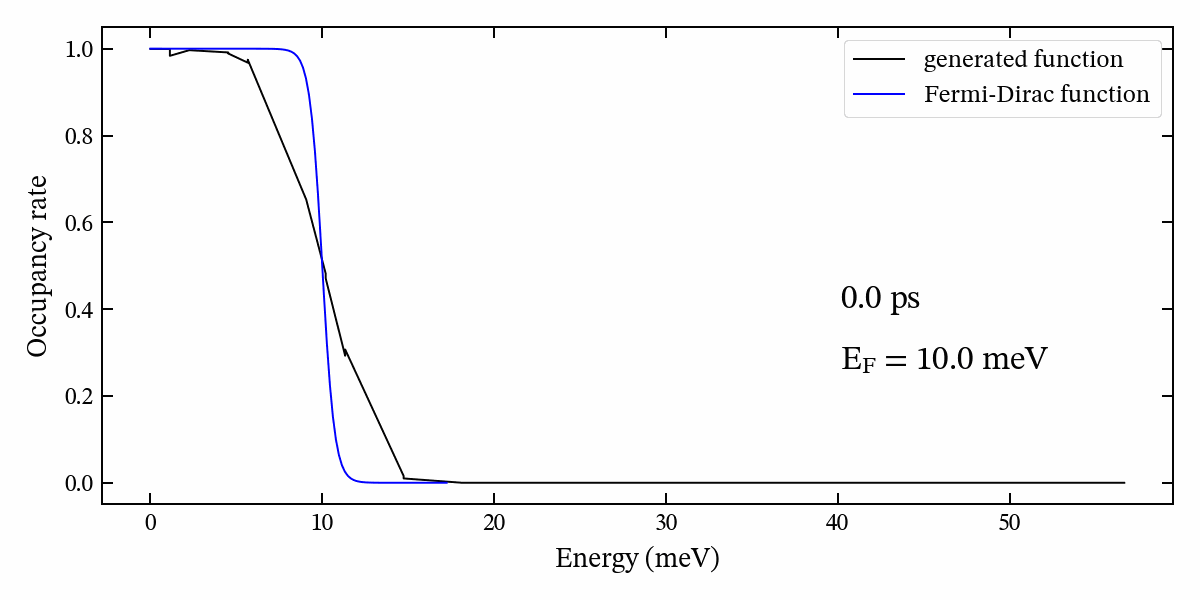 generated function
Fermi-Dirac function
1.0
0.8
0.6
0.4
0.2
0.0
Occupancy rate
0.0 ps
E_F = 10.0 meV
0
10
20
30
40
50
Energy (meV)